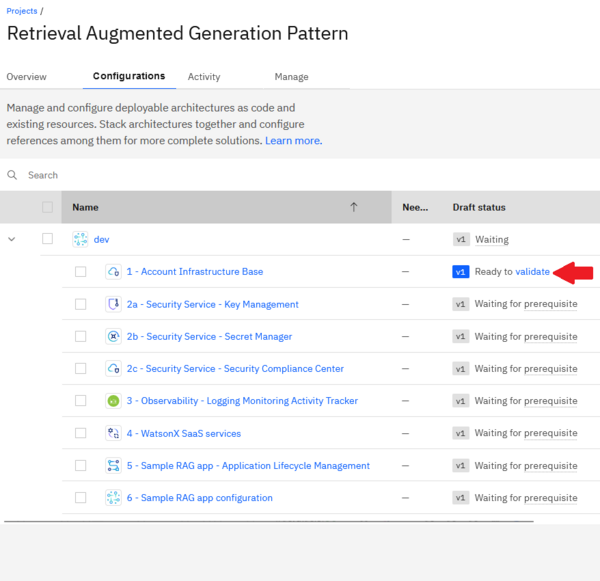 Projects /
Retrieval Augmented Generation Pattern
Overview Configurations Activity Manage
Manage and configure deployable architectures as code and
existing resources. Stack architectures together and configure
references among them for more complete solutions. Learn more.
Search
Name Nee... Draft status
dev – v1 Waiting
1 - Account Infrastructure Base – v1 Ready to validate
2a - Security Service - Key Management – v1 Waiting for prerequisite
2b - Security Service - Secret Manager – v1 Waiting for prerequisite
2c - Security Service - Security Compliance Center – v1 Waiting for prerequisite
3 - Observability - Logging Monitoring Activity Tracker – v1 Waiting for prerequisite
4 - WatsonX SaaS services – v1 Waiting for prerequisite
5 - Sample RAG app - Application Lifecycle Management – v1 Waiting for prerequisite
6 - Sample RAG app configuration – v1 Waiting for prerequisite